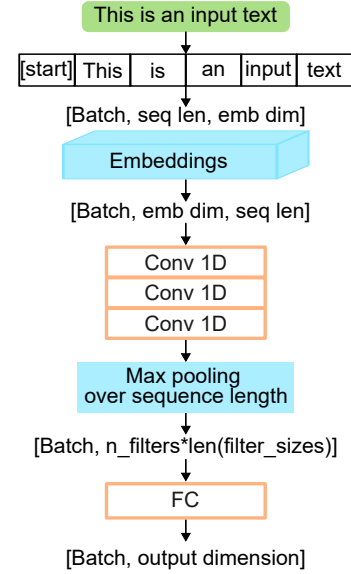 This is an input text
[start] This is an input text
[Batch, seq len, emb dim]
Embeddings
[Batch, emb dim, seq len]
Conv 1D
Conv 1D
Conv 1D
Max pooling
over sequence length
[Batch, n_filters*len(filter_sizes)]
FC
[Batch, output dimension]